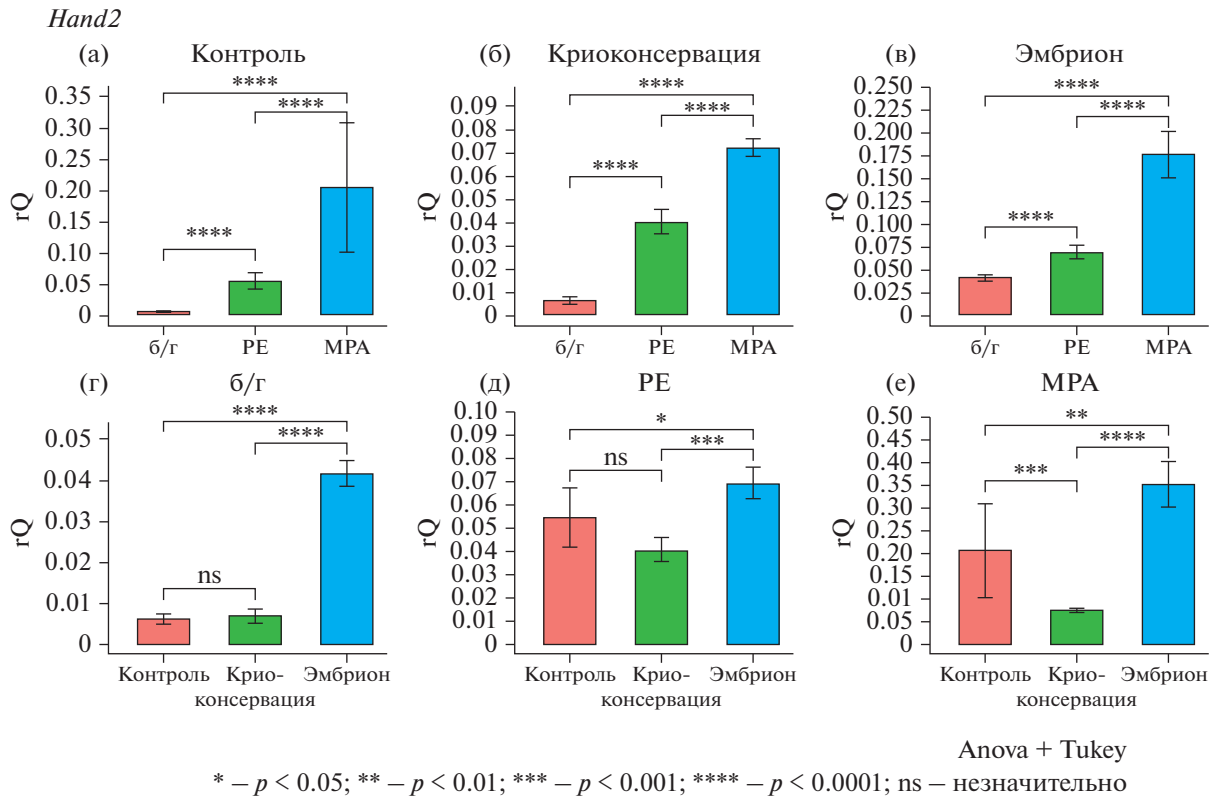 Hand2
(а) Контроль
****
****
****
0.35
0.30
0.25
0.20
0.15
0.10
0.05
0
rQ
б/г PE MPA
(б) Криоконсервация
****
****
****
0.09
0.08
0.07
0.06
0.05
0.04
0.03
0.02
0.01
0
rQ
б/г PE MPA
(в) Эмбрион
****
****
****
0.250
0.225
0.200
0.175
0.150
0.125
0.100
0.075
0.050
0.025
0
rQ
б/г PE MPA
(г) б/г
****
****
ns
0.05
0.04
0.03
0.02
0.01
0
rQ
Контроль Крио- Эмбрион
консервация
(д) PE
*
***
ns
0.10
0.09
0.08
0.07
0.06
0.05
0.04
0.03
0.02
0.01
0
rQ
Контроль Крио- Эмбрион
консервация
(е) MPA
**
****
***
0.50
0.45
0.40
0.35
0.30
0.25
0.20
0.15
0.01
0.05
0
rQ
Контроль Крио- Эмбрион
консервация
Anova + Tukey
* – p < 0.05; ** – p < 0.01; *** – p < 0.001; **** – p < 0.0001; ns – незначительно